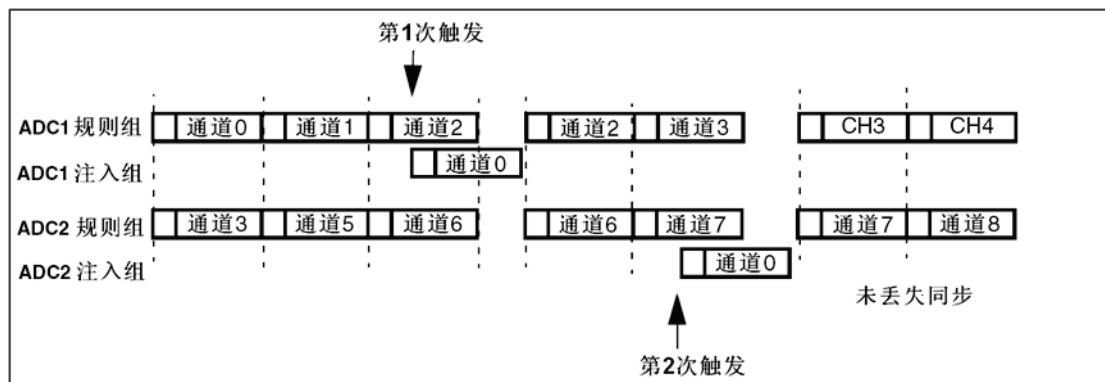 第1次触发
ADC1 规则组 通道0 通道1 通道2 通道2 通道3 CH3 CH4
ADC1 注入组 通道0
ADC2 规则组 通道3 通道5 通道6 通道6 通道7 通道7 通道8
ADC2 注入组 通道0
未丢失同步
第2次触发